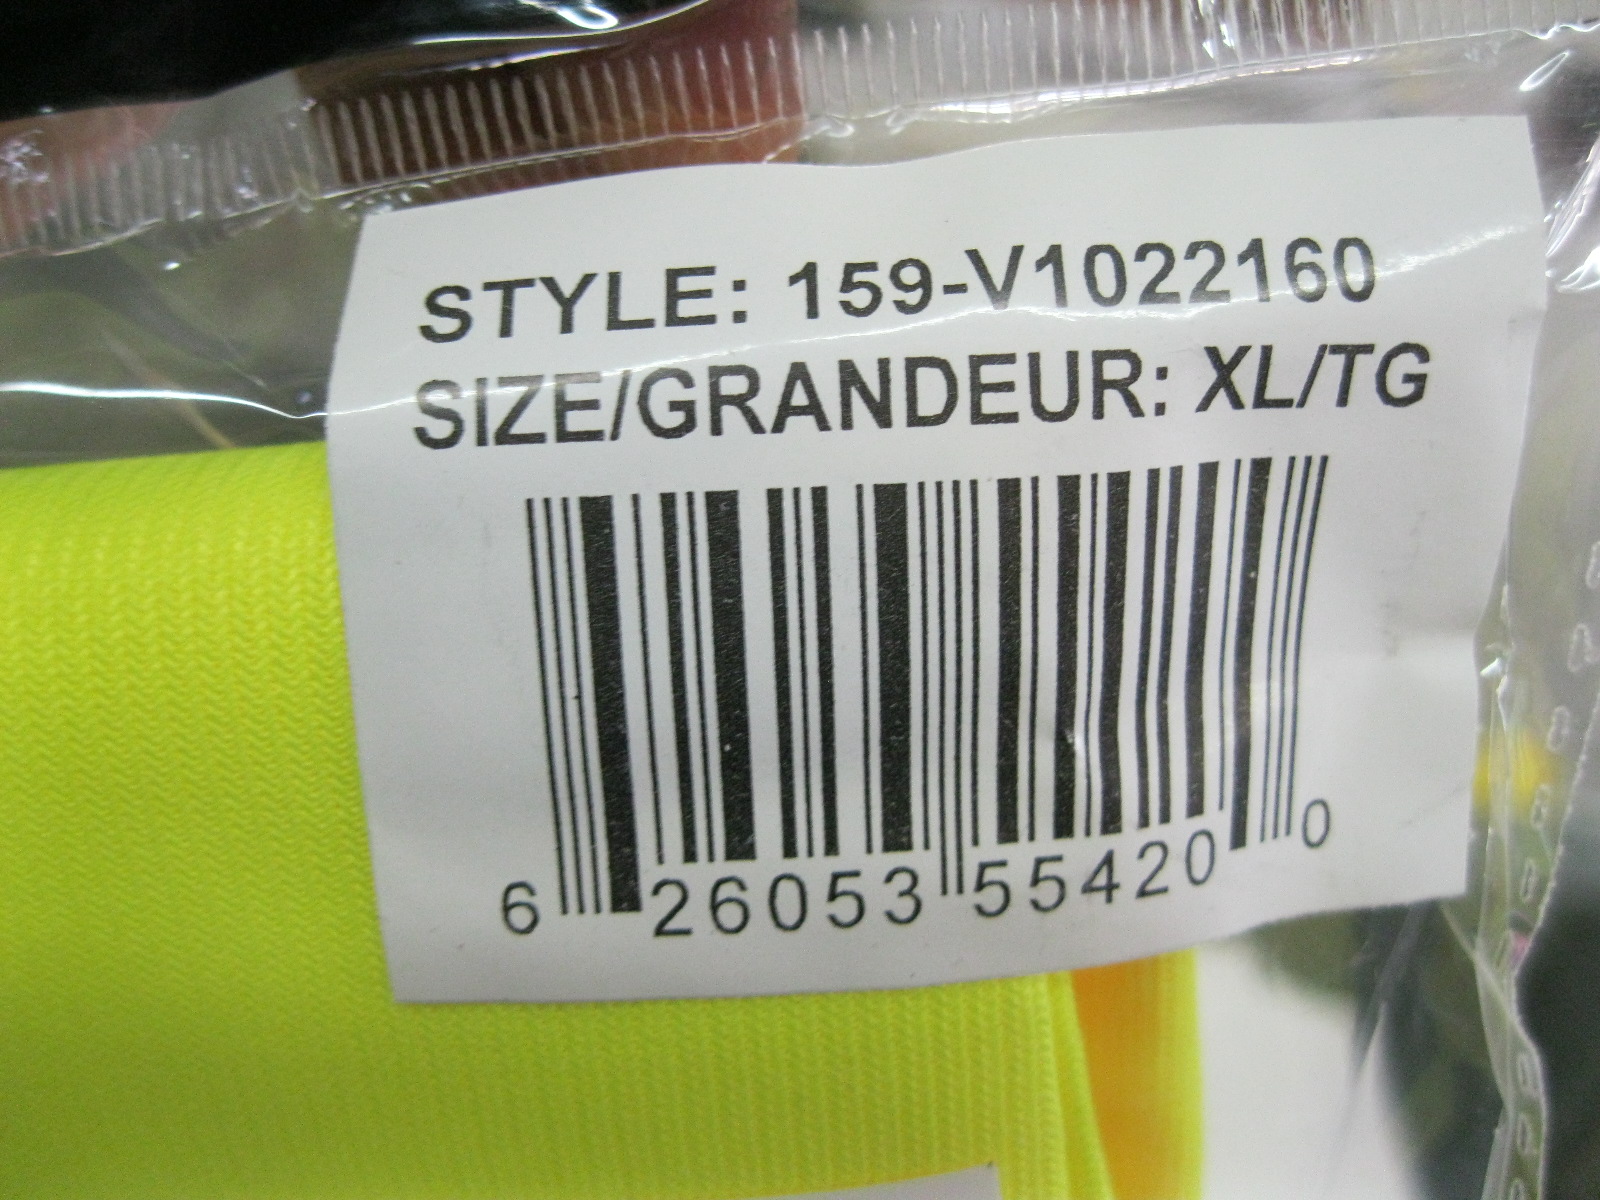 STYLE: 159-V1022160
SIZE/GRANDEUR: XL/TG
6 26053 55420 0